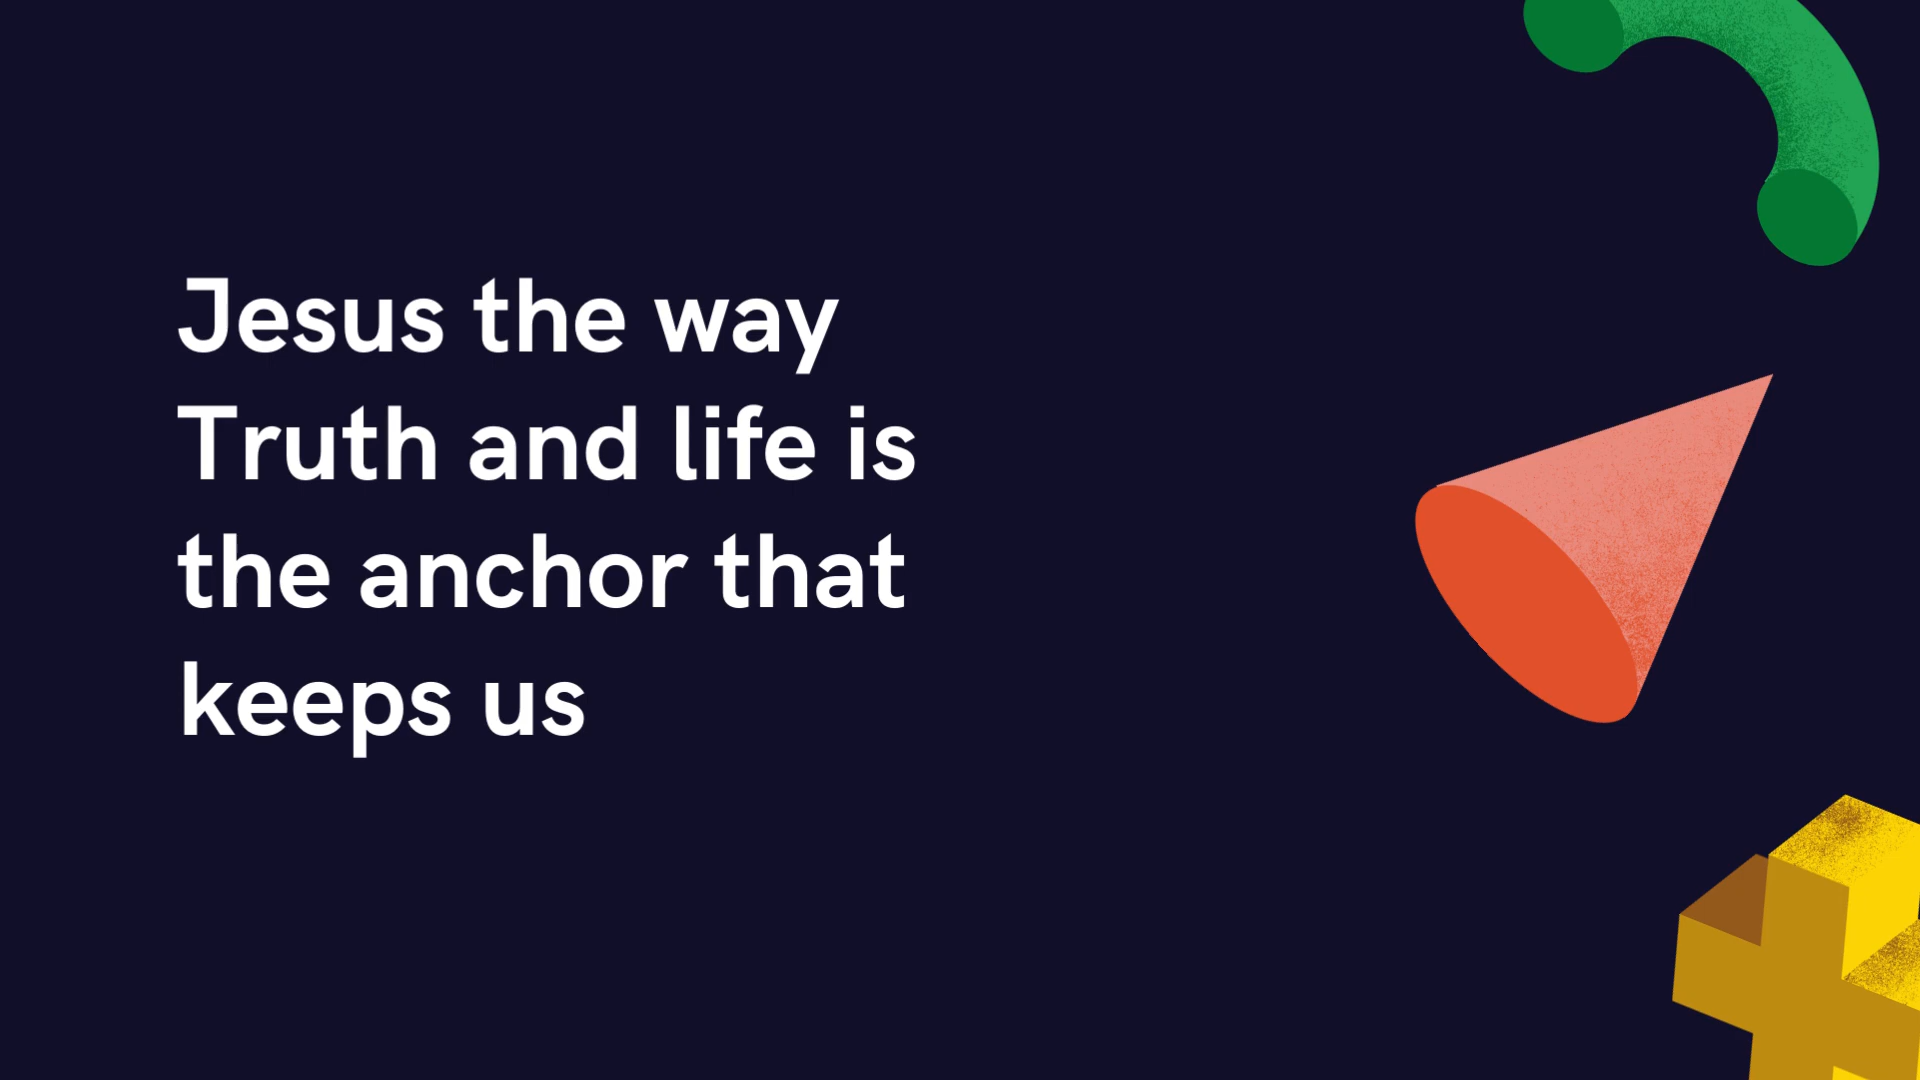 Jesus the way
Truth and life is
the anchor that
keeps us